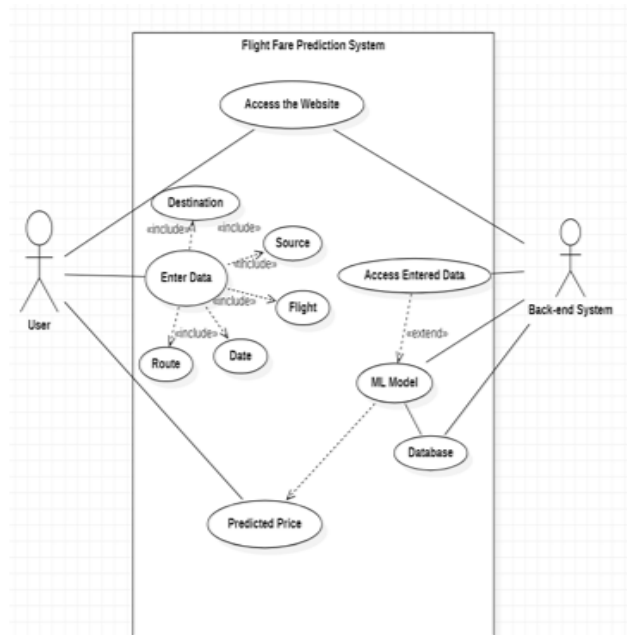 Flight Fare Prediction System
Access the Website
Destination
«include»
«include»
Source
«include»
Enter Data
Access Entered Data
«include»
Flight
Back-end System
User
«include»
«extend»
Date
Route
ML Model
Database
Predicted Price